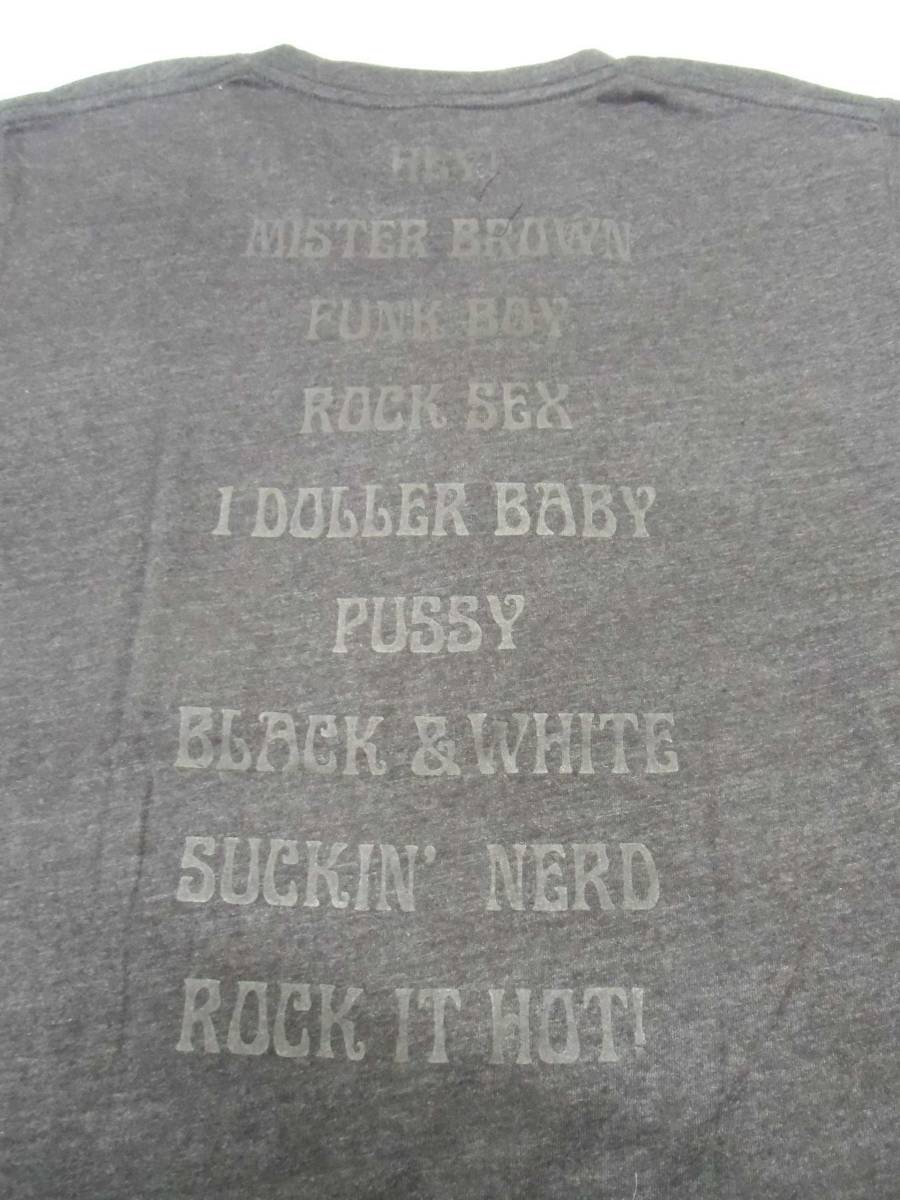 HEY!
MISTER BROWN
FUNK BOY
ROCK SEX
1 DOLLER BABY
PUSSY
BLACK & WHITE
SUCKIN' NERD
ROCK IT HOT!